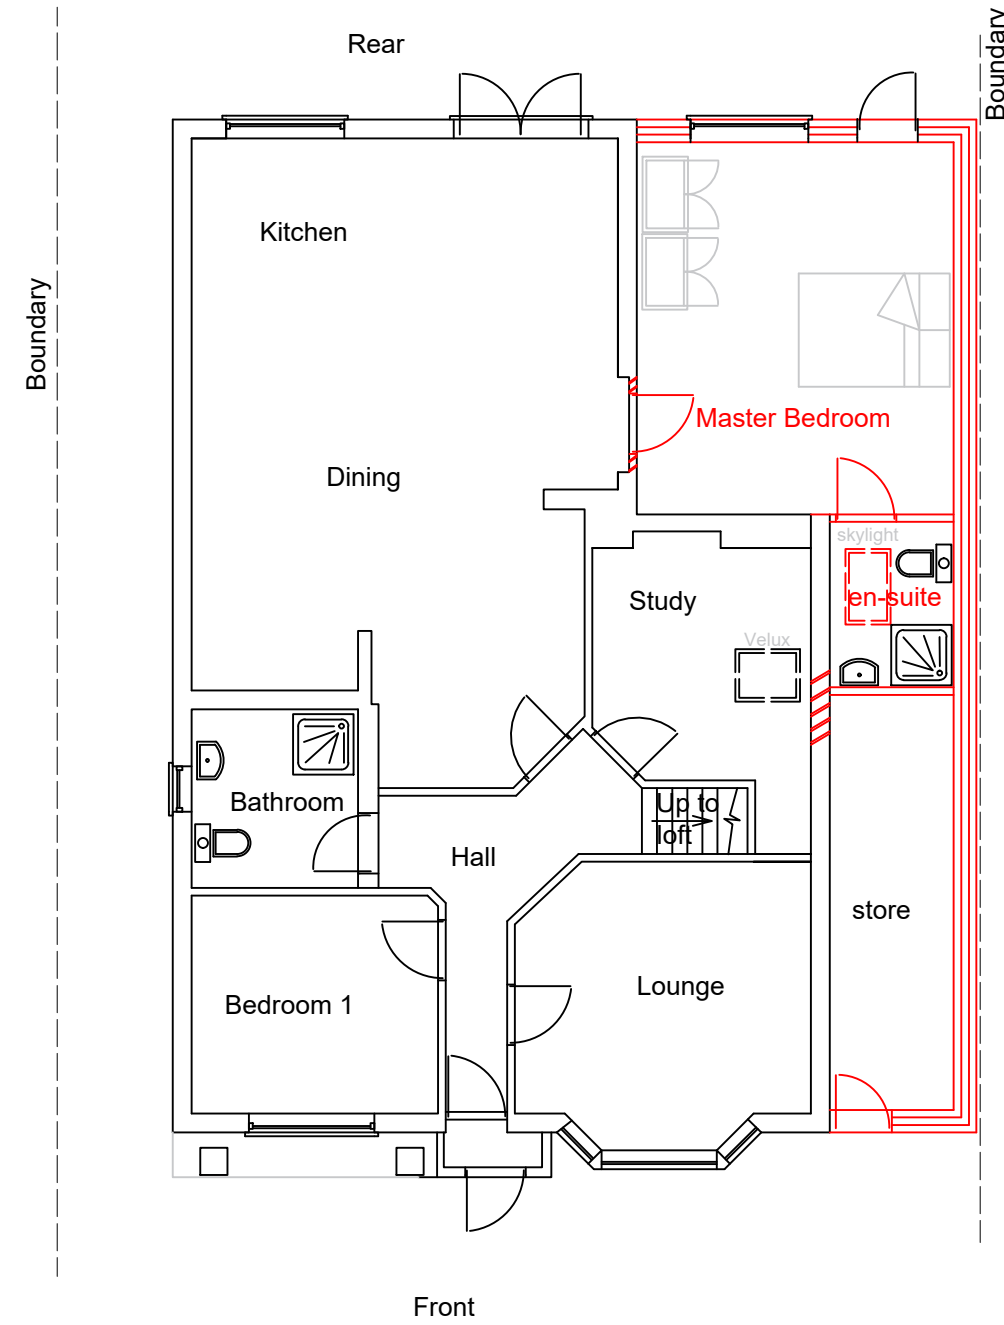 Boundary
Rear
Kitchen
Boundary
Master Bedroom
Dining
skylight
en-suite
Study
Velux
Bathroom
Up to
loft
Hall
store
Lounge
Bedroom 1
Front